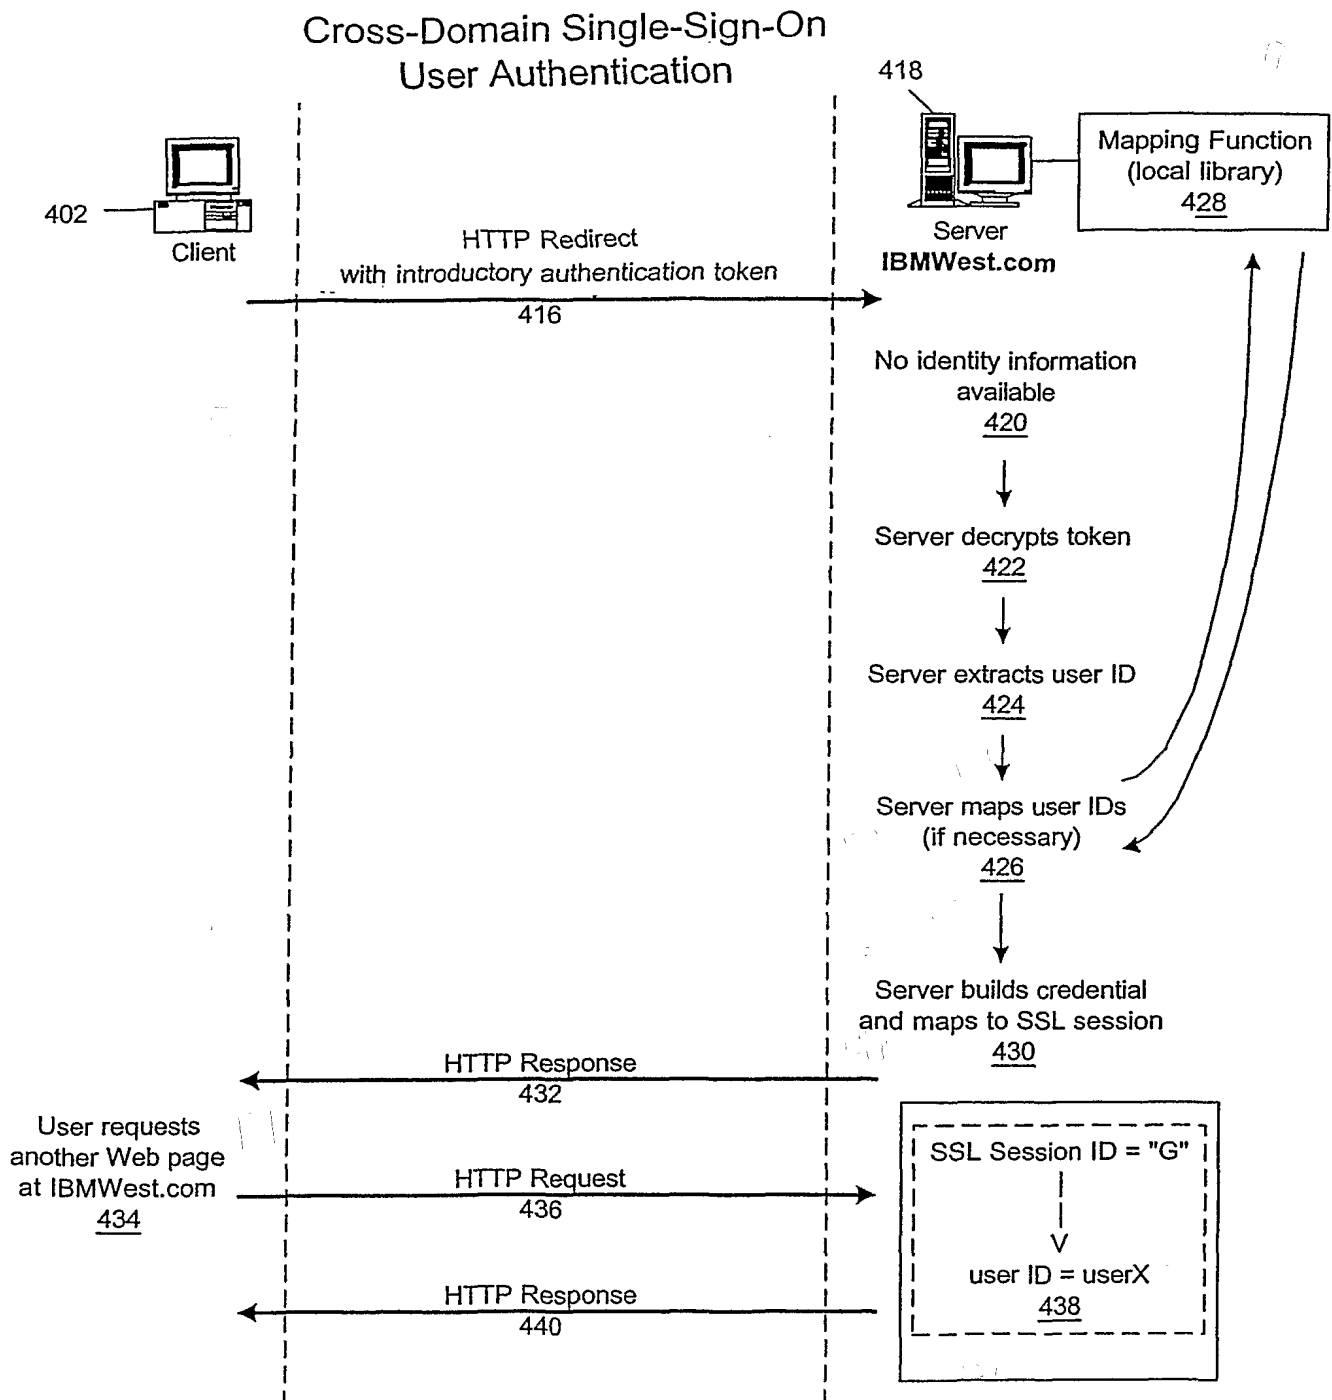 Cross-Domain Single-Sign-On
User Authentication
418
Mapping Function
(local library)
428
402
Client
Server
IBMWest.com
HTTP Redirect
with introductory authentication token
416
No identity information
available
420
Server decrypts token
422
Server extracts user ID
424
Server maps user IDs
(if necessary)
426
Server builds credential
and maps to SSL session
430
HTTP Response
432
User requests
another Web page
at IBMWest.com
434
HTTP Request
436
SSL Session ID = "G"
user ID = userX
438
HTTP Response
440